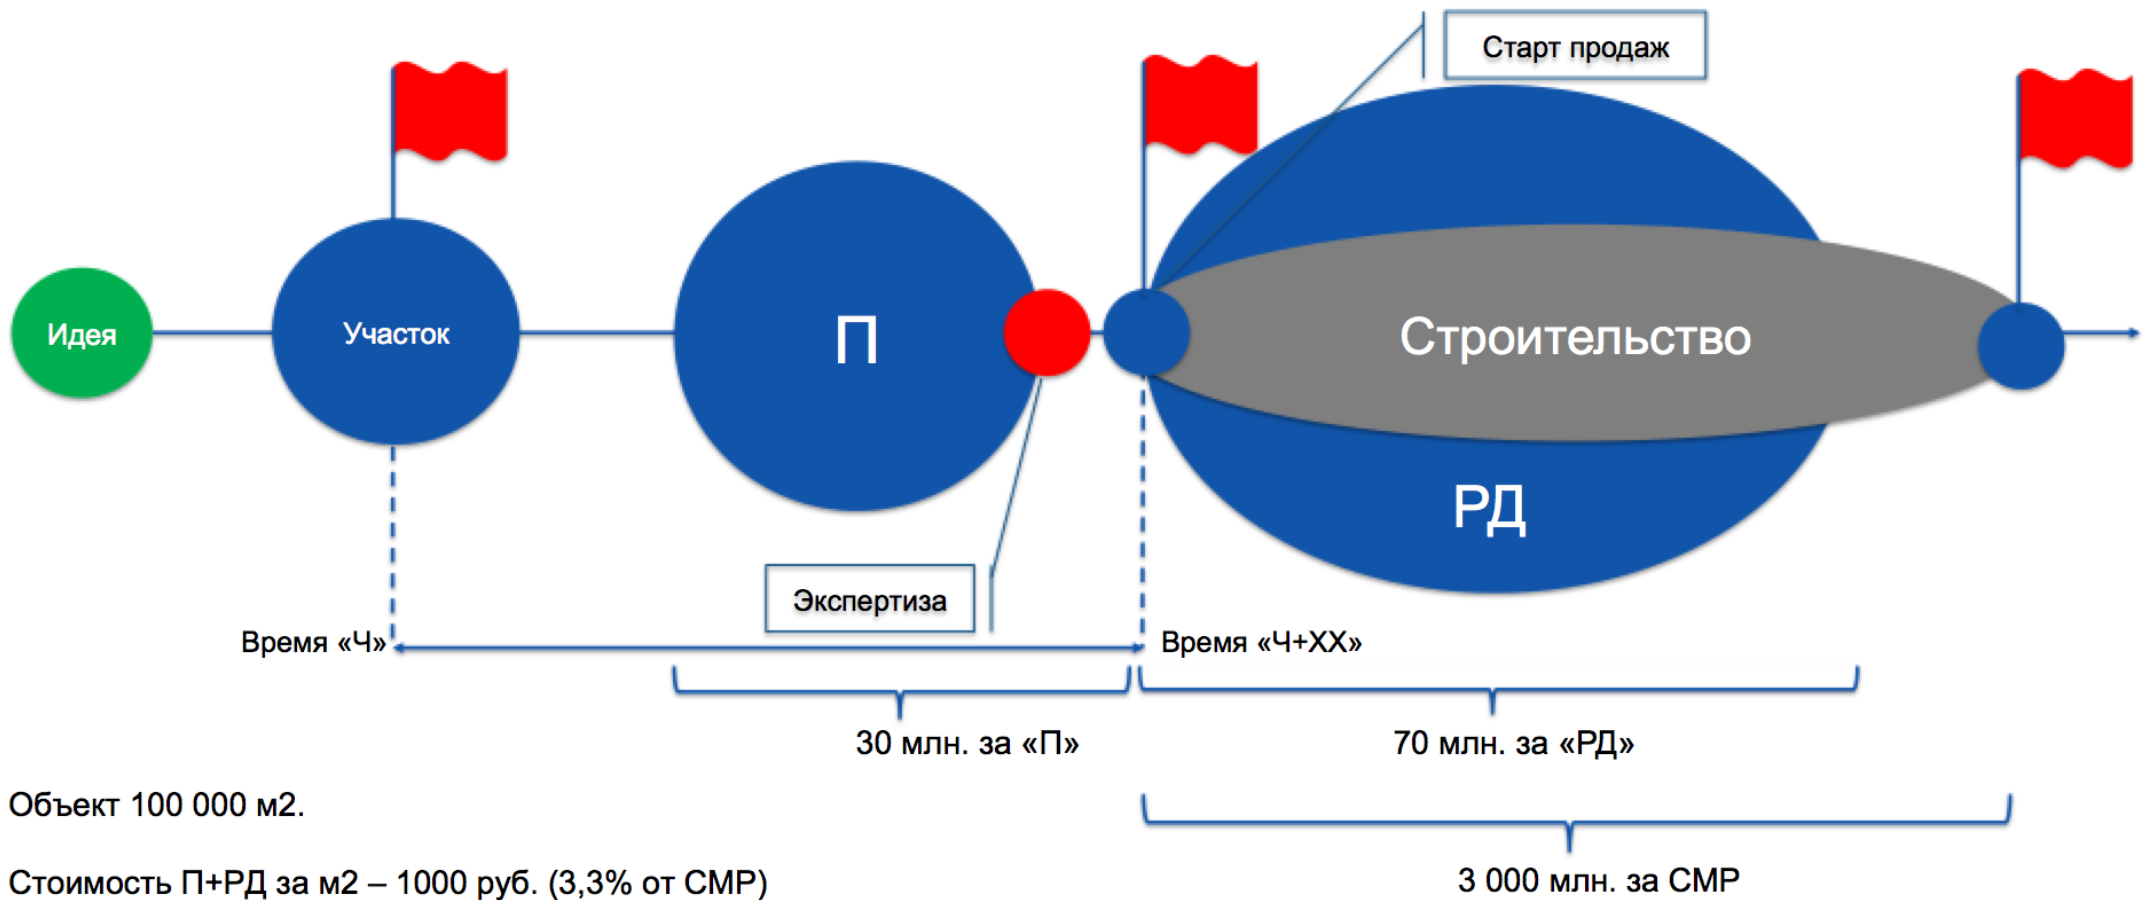 Старт продаж
Идея
Участок
П
Строительство
РД
Экспертиза
Время «Ч»
Время «Ч+ХХ»
30 млн. за «П»
70 млн. за «РД»
Объект 100 000 м2.
Стоимость П+РД за м2 – 1000 руб. (3,3% от СМР)
3 000 млн. за СМР